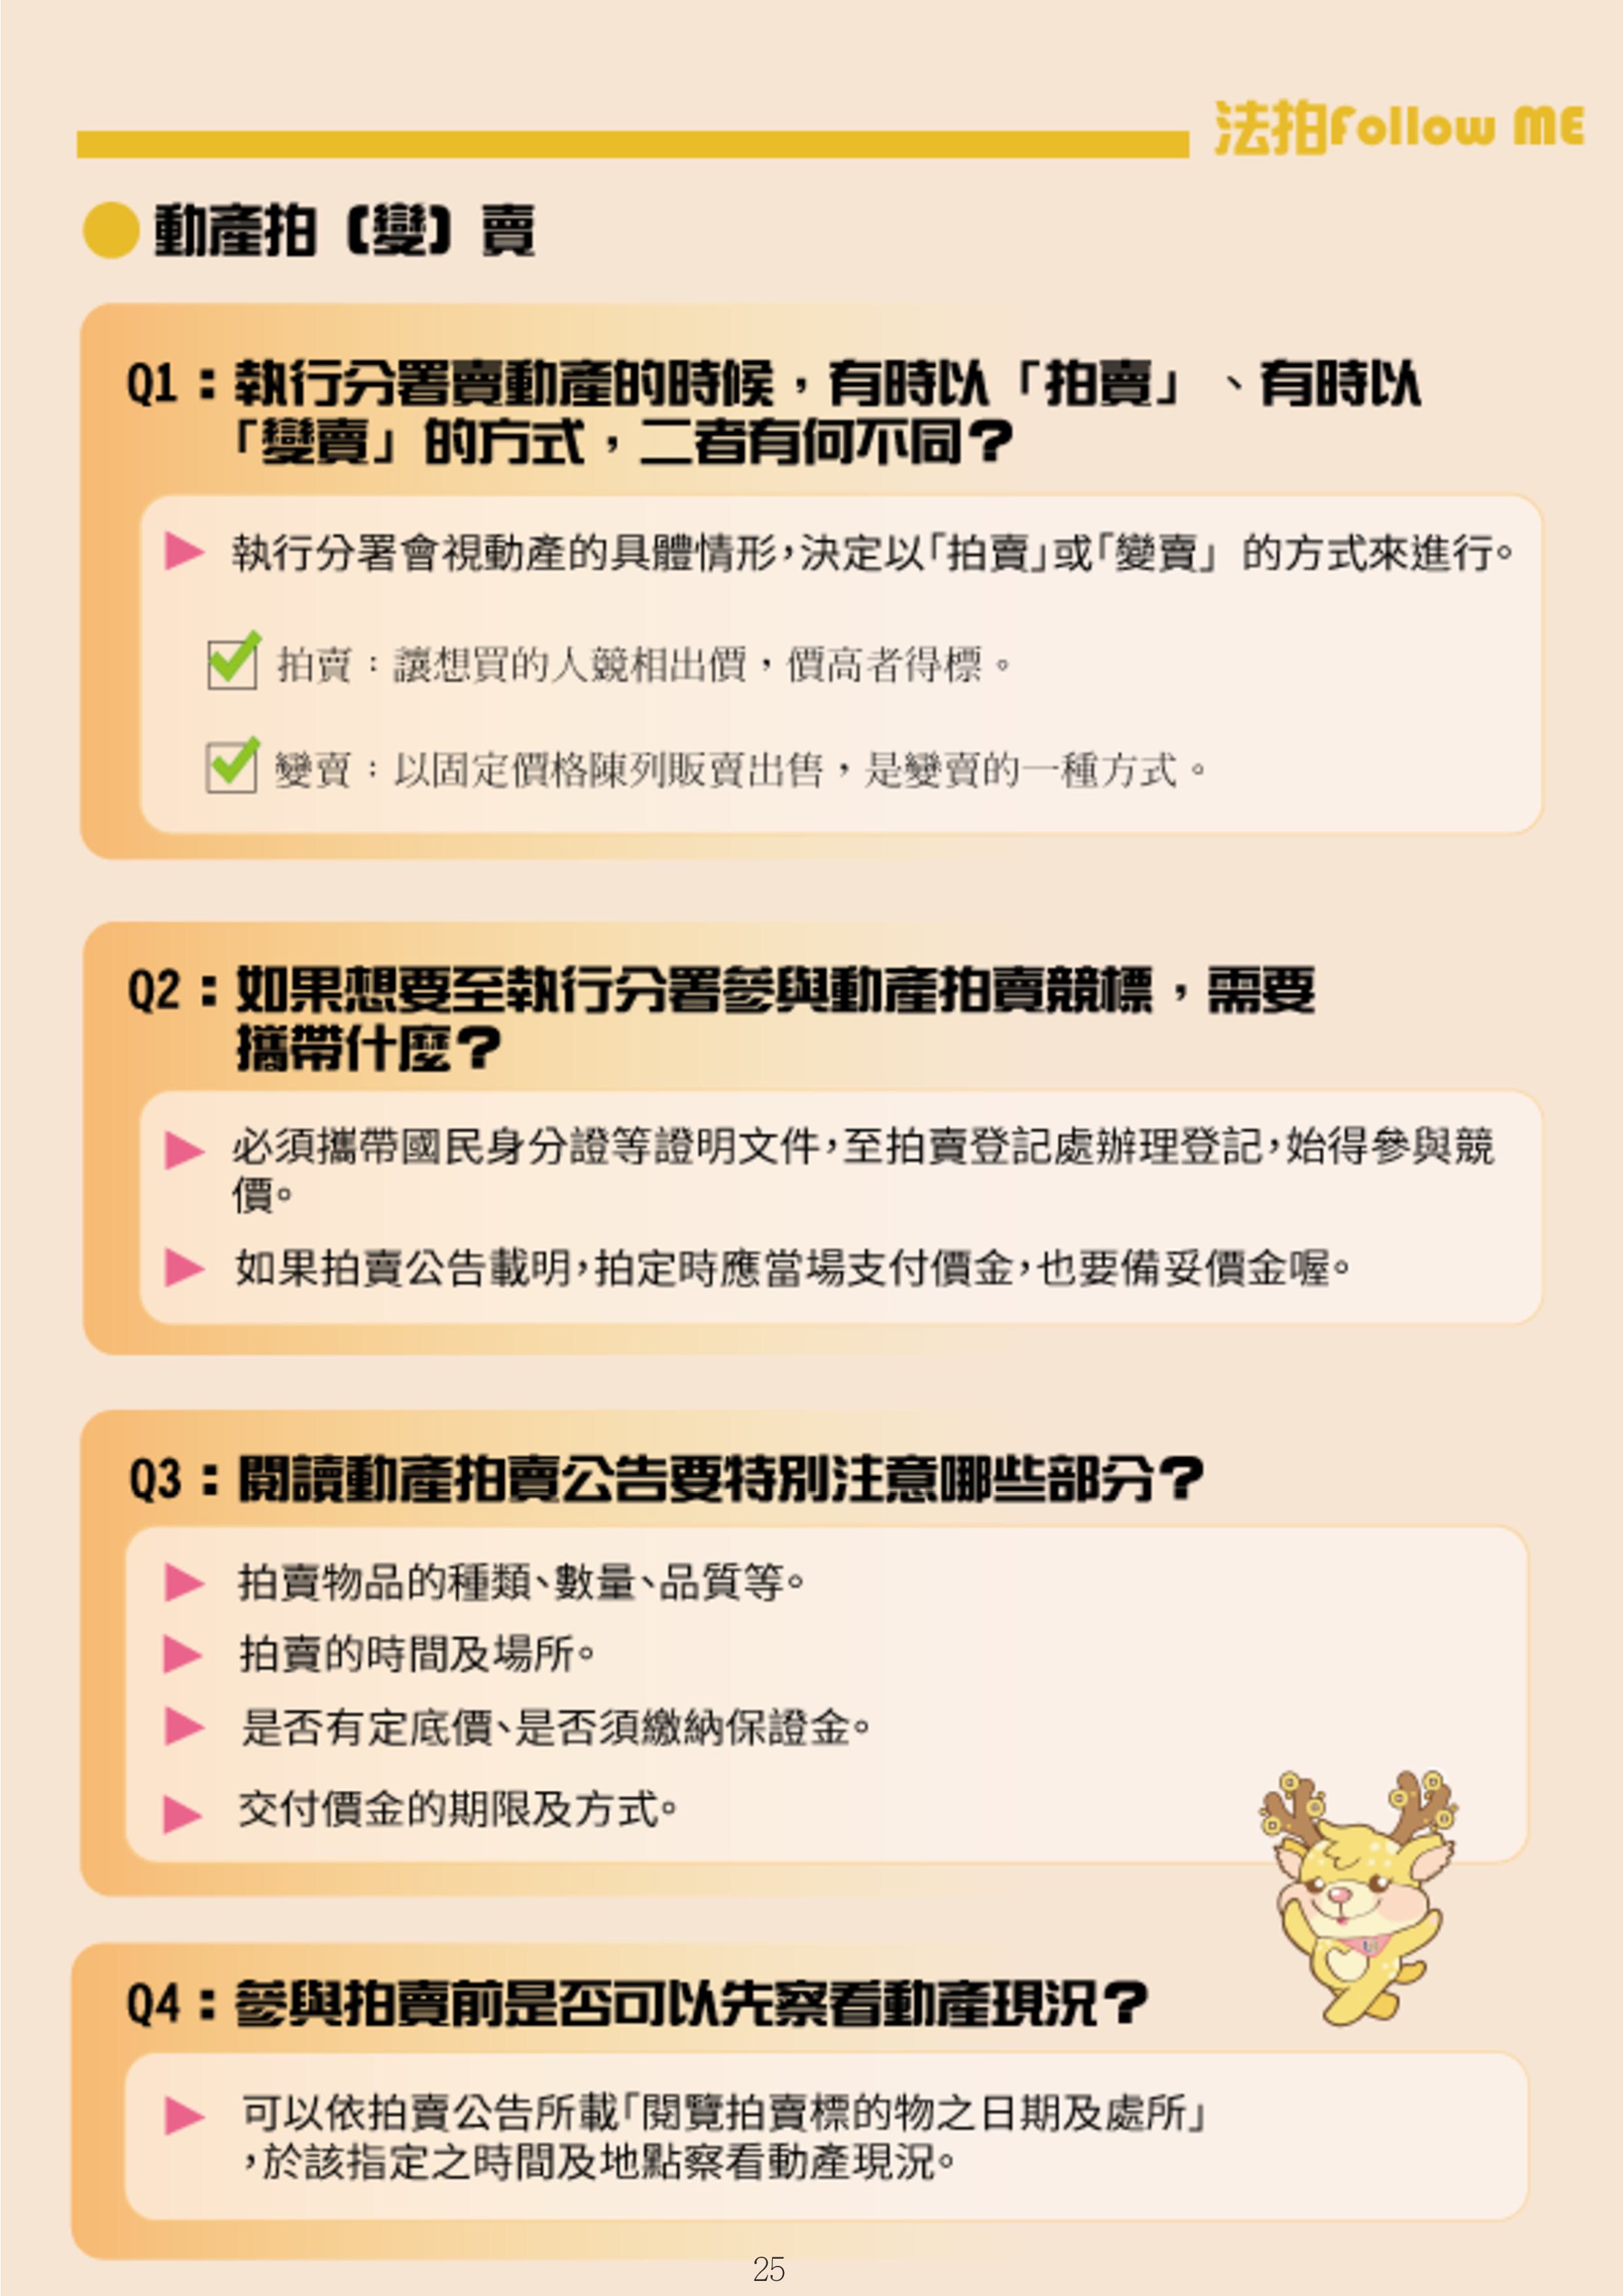 法拍Follow ME
動產拍（變）賣
Q1：執行分署賣動產的時候，有時以「拍賣」、有時以
「變賣」的方式，二者有何不同？
執行分署會視動產的具體情形，決定以「拍賣」或「變賣」的方式來進行。
拍賣：讓想買的人競相出價，價高者得標。
變賣：以固定價格陳列販賣出售，是變賣的一種方式。
Q2：如果想要至執行分署參與動產拍賣競標，需要
攜帶什麼？
必須攜帶國民身分證等證明文件，至拍賣登記處辦理登記，始得參與競
價。
如果拍賣公告載明，拍定時應當場支付價金，也要備妥價金喔。
Q3：閱讀動產拍賣公告要特別注意哪些部分？
拍賣物品的種類、數量、品質等。
拍賣的時間及場所。
是否有定底價、是否須繳納保證金。
交付價金的期限及方式。
Q4：參與拍賣前是否可以先察看動產現況？
可以依拍賣公告所載「閱覽拍賣標的物之日期及處所」
，於該指定之時間及地點察看動產現況。
25